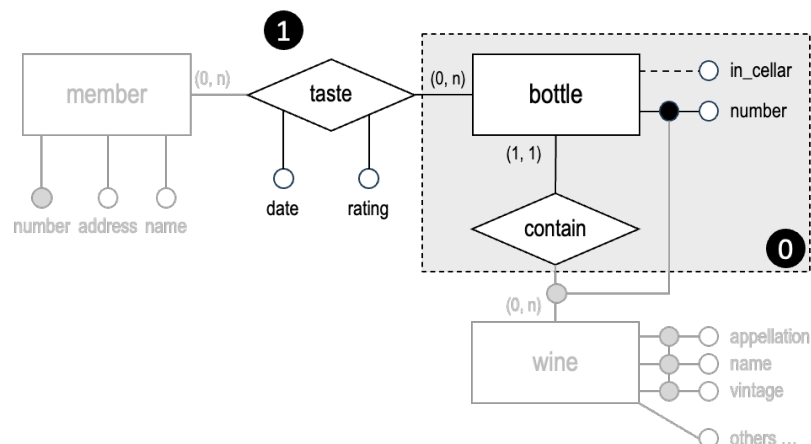 1
member
(0, n)
taste
(0, n)
bottle
in_cellar
number
(1, 1)
date
rating
number address name
contain
0
(0, n)
wine
appellation
name
vintage
others ...